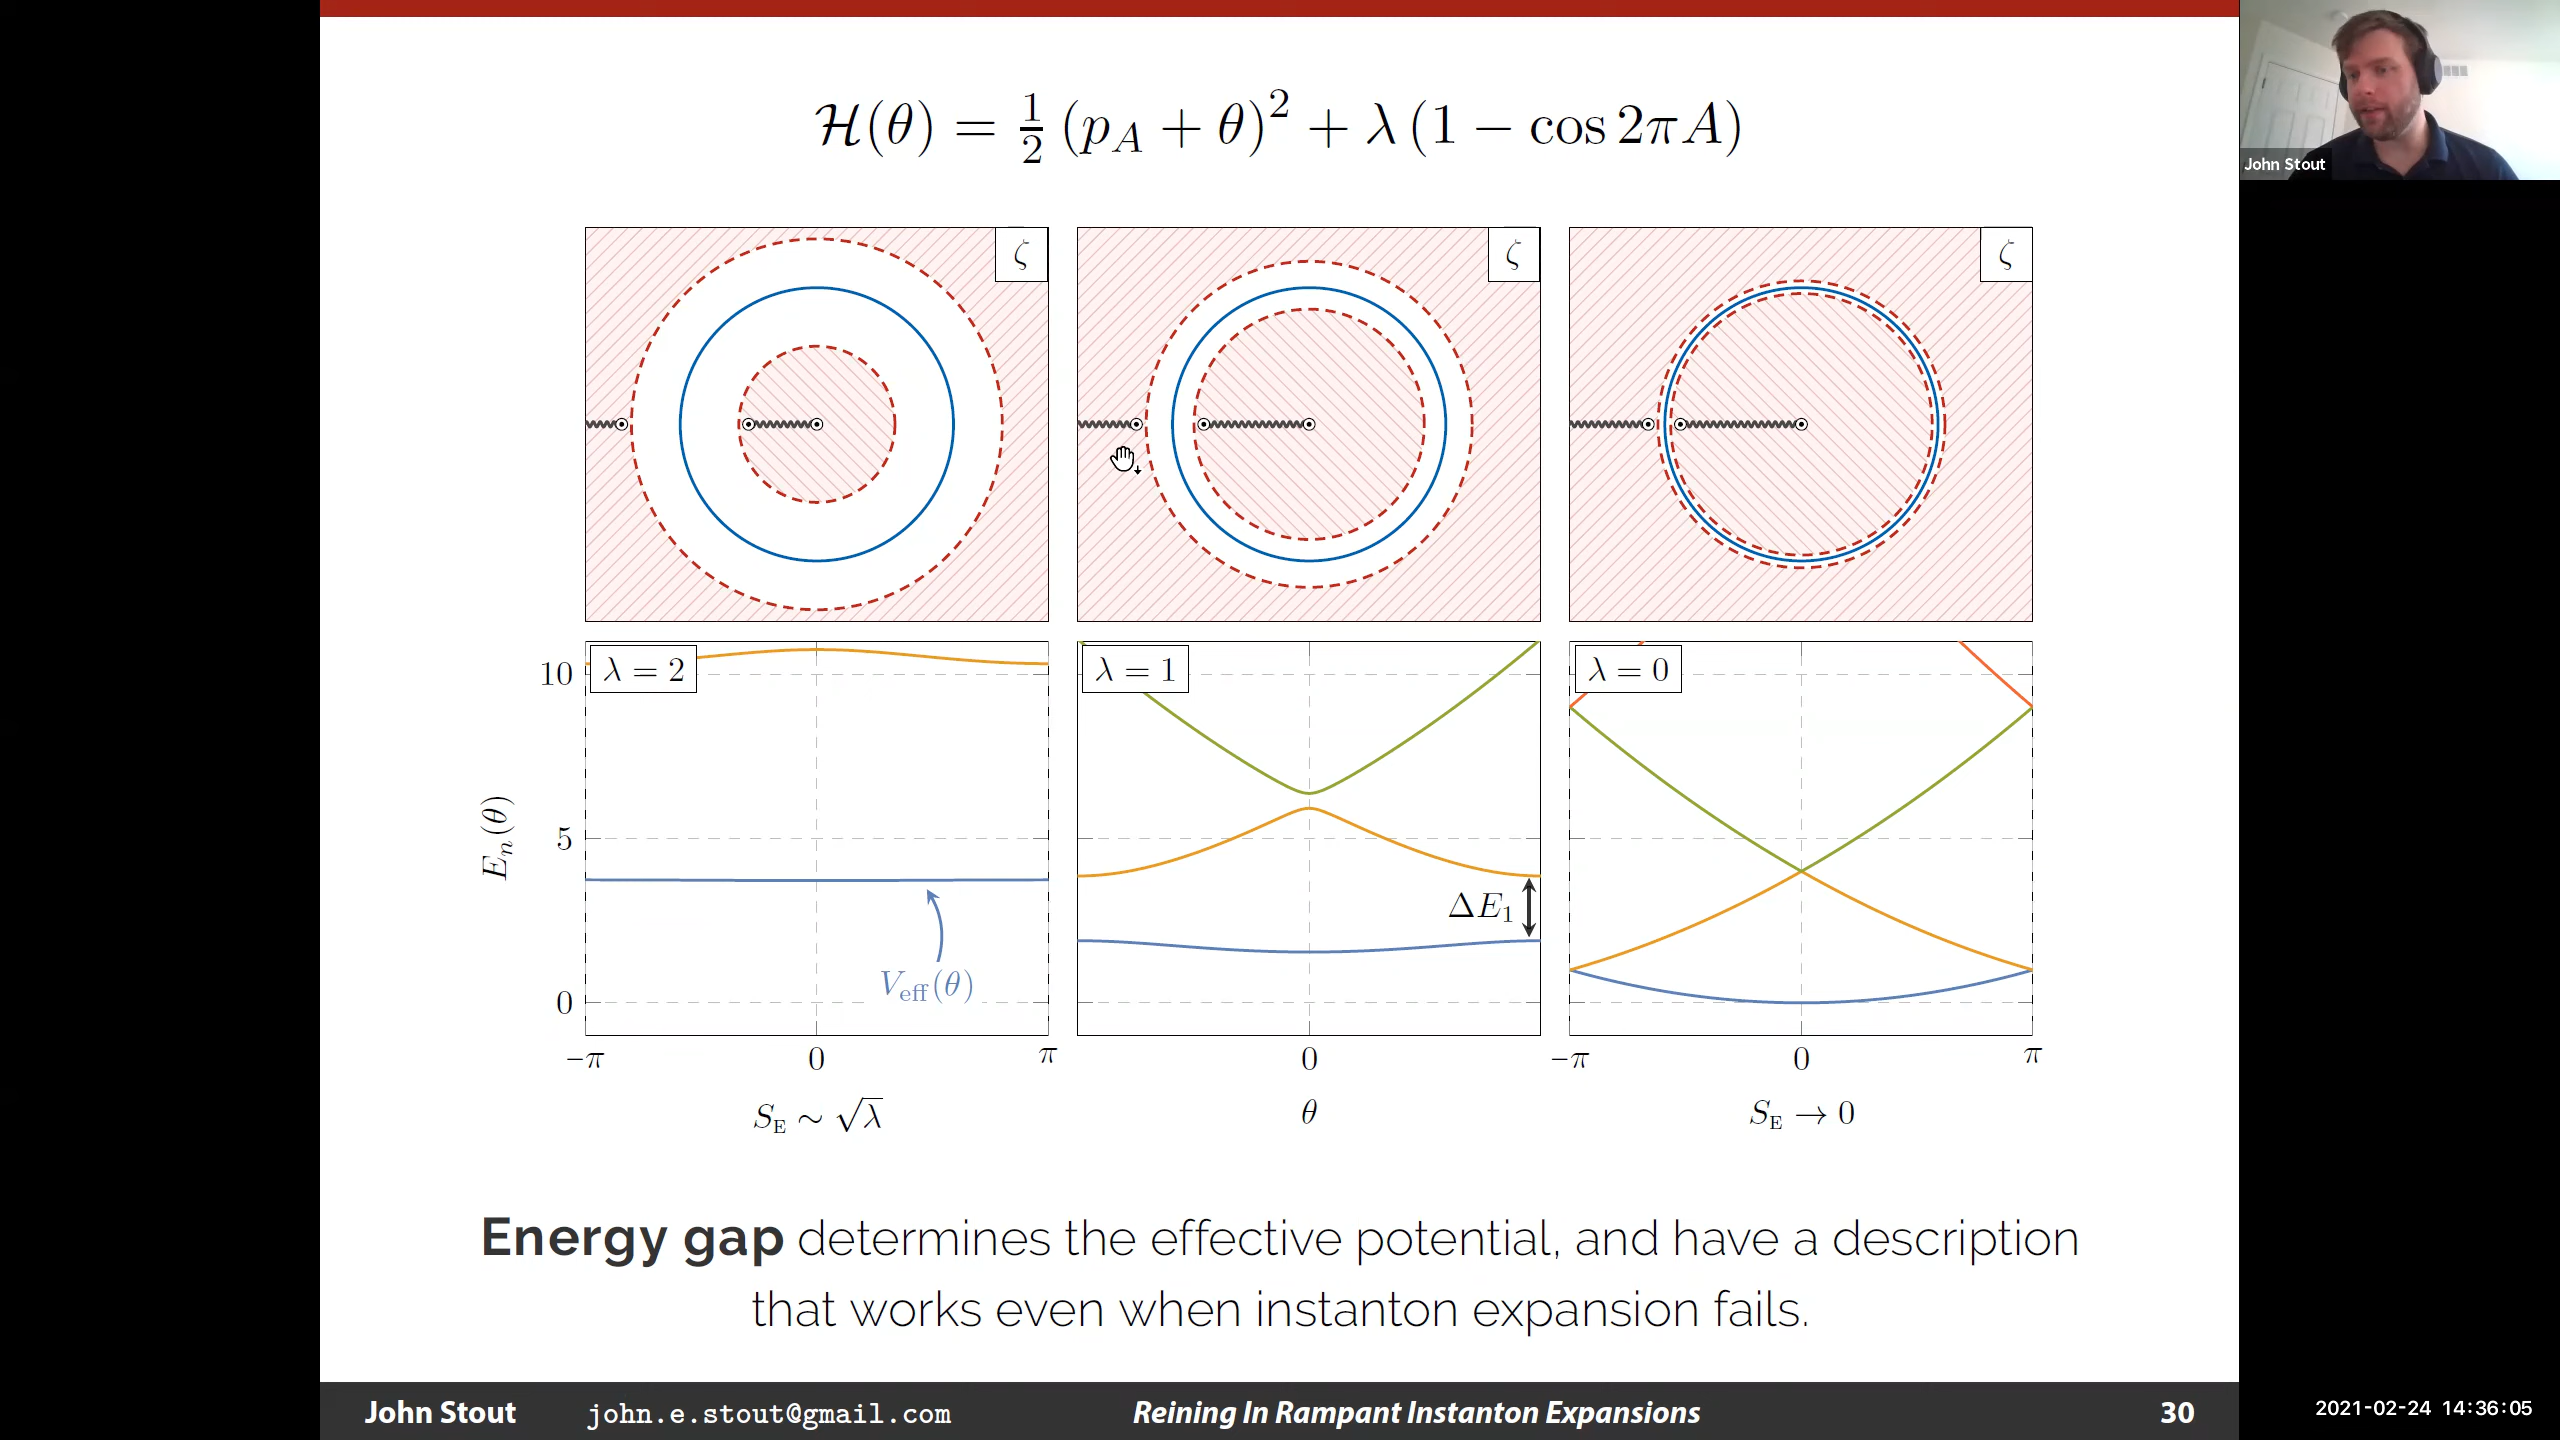 ℋ(θ) = 1/2 (p_A + θ)² + λ (1 − cos 2πA)
John Stout
ζ
ζ
ζ
λ = 2
λ = 1
λ = 0
10
5
0
E_n(θ)
V_eff(θ)
ΔE_1
−π
0
π
0
−π
0
π
S_E ∼ √λ
θ
S_E → 0
Energy gap determines the effective potential, and have a description
that works even when instanton expansion fails.
John Stout
john.e.stout@gmail.com
Reining In Rampant Instanton Expansions
30
2021-02-24 14:36:05